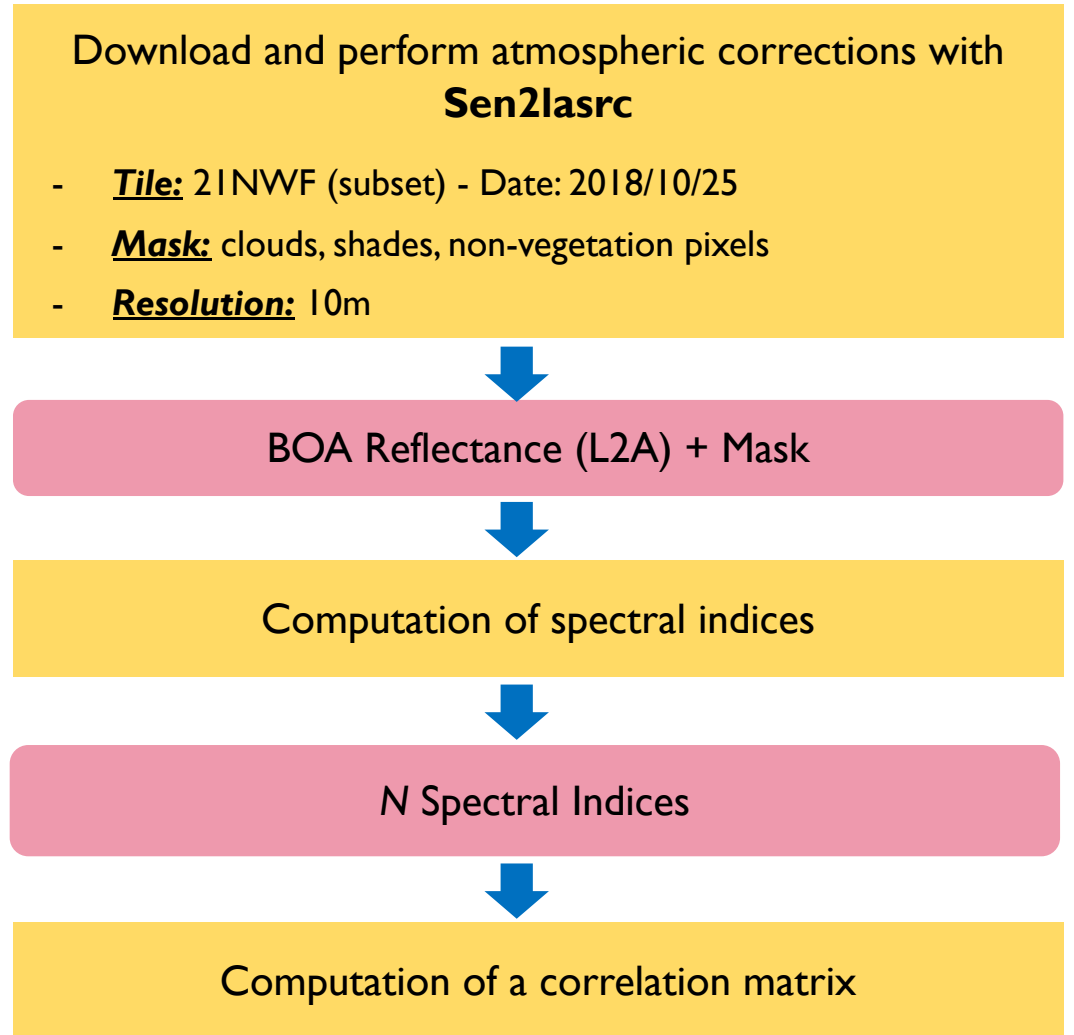 Download and perform atmospheric corrections with
Sen2lasrc
- Tile: 21NWF (subset) - Date: 2018/10/25
- Mask: clouds, shades, non-vegetation pixels
- Resolution: 10m
BOA Reflectance (L2A) + Mask
Computation of spectral indices
N Spectral Indices
Computation of a correlation matrix